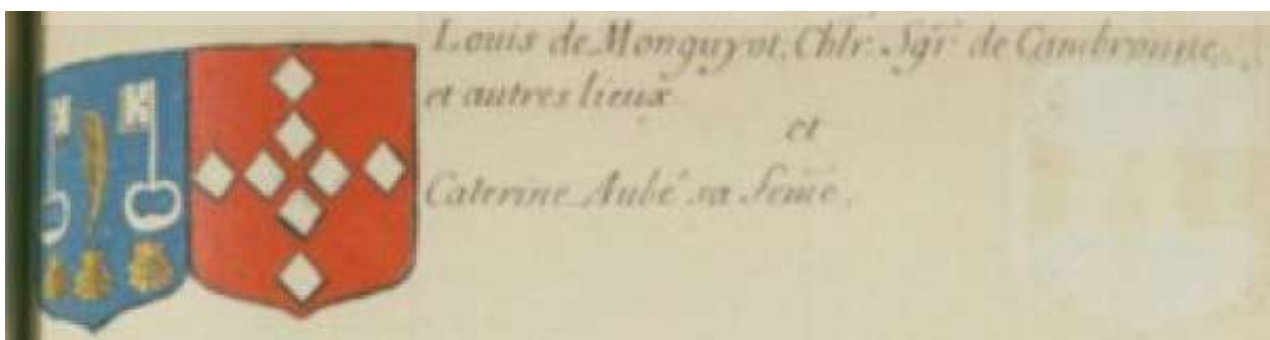 Louis de Monguyot, Chlr. Sgr. de Cambronne,
et autres lieux
et
Caterine Aubé sa feme.